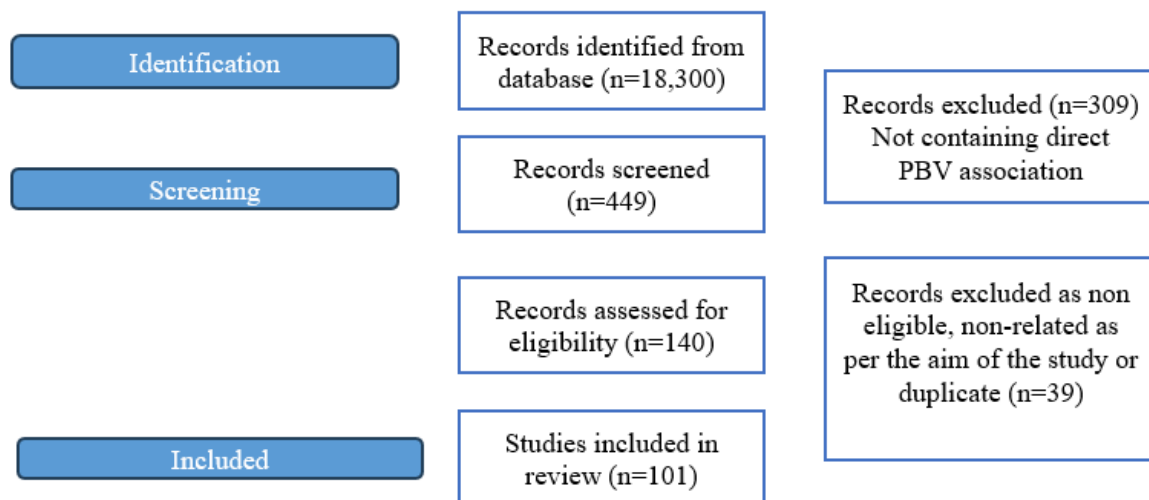 Identification
Records identified from
database (n=18,300)
Records excluded (n=309)
Not containing direct
PBV association
Screening
Records screened
(n=449)
Records assessed for
eligibility (n=140)
Records excluded as non
eligible, non-related as
per the aim of the study or
duplicate (n=39)
Included
Studies included in
review (n=101)